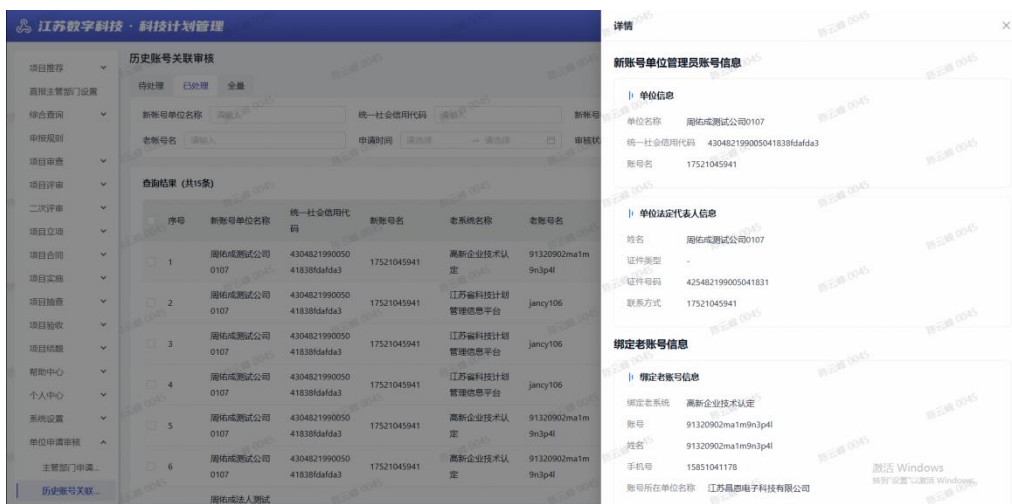 江苏数字科技 · 科技计划管理
项目推荐
直报主管部门设置
综合查询
申报规则
项目审查
项目评审
二次评审
项目立项
项目合同
项目实施
项目抽查
项目验收
项目结题
帮助中心
个人中心
系统设置
单位申请审核
主管部门申请...
历史账号关联...
历史账号关联审核
待处理 已处理 全量
新账号单位名称 请输入 统一社会信用代码 请输入 新账号
老账号名 请输入 申请时间 请选择 → 请选择 审核状
查询结果（共15条）
序号 新账号单位名称 统一社会信用代码 新账号名 老系统名称 老账号名
1 周佑成测试公司0107 430482199005041838fdafda3 17521045941 高新企业技术认定 91320902ma1m9n3p4l
2 周佑成测试公司0107 430482199005041838fdafda3 17521045941 江苏省科技计划管理信息平台 jancy106
3 周佑成测试公司0107 430482199005041838fdafda3 17521045941 江苏省科技计划管理信息平台 jancy106
4 周佑成测试公司0107 430482199005041838fdafda3 17521045941 江苏省科技计划管理信息平台 jancy106
5 周佑成测试公司0107 430482199005041838fdafda3 17521045941 高新企业技术认定 91320902ma1m9n3p4l
6 周佑成测试公司0107 430482199005041838fdafda3 17521045941 高新企业技术认定 91320902ma1m9n3p4l
周佑成法人测试
详情
新账号单位管理员账号信息
单位信息
单位名称 周佑成测试公司0107
统一社会信用代码 430482199005041838fdafda3
账号名 17521045941
单位法定代表人信息
姓名 周佑成测试公司0107
证件类型 -
证件号码 425482199005041831
联系方式 17521045941
绑定老账号信息
绑定老账号信息
绑定老系统 高新企业技术认定
账号 91320902ma1m9n3p4l
姓名 91320902ma1m9n3p4l
手机号 15851041178
账号所在单位名称 江苏昌恩电子科技有限公司
激活 Windows
转到"设置"以激活 Windows。